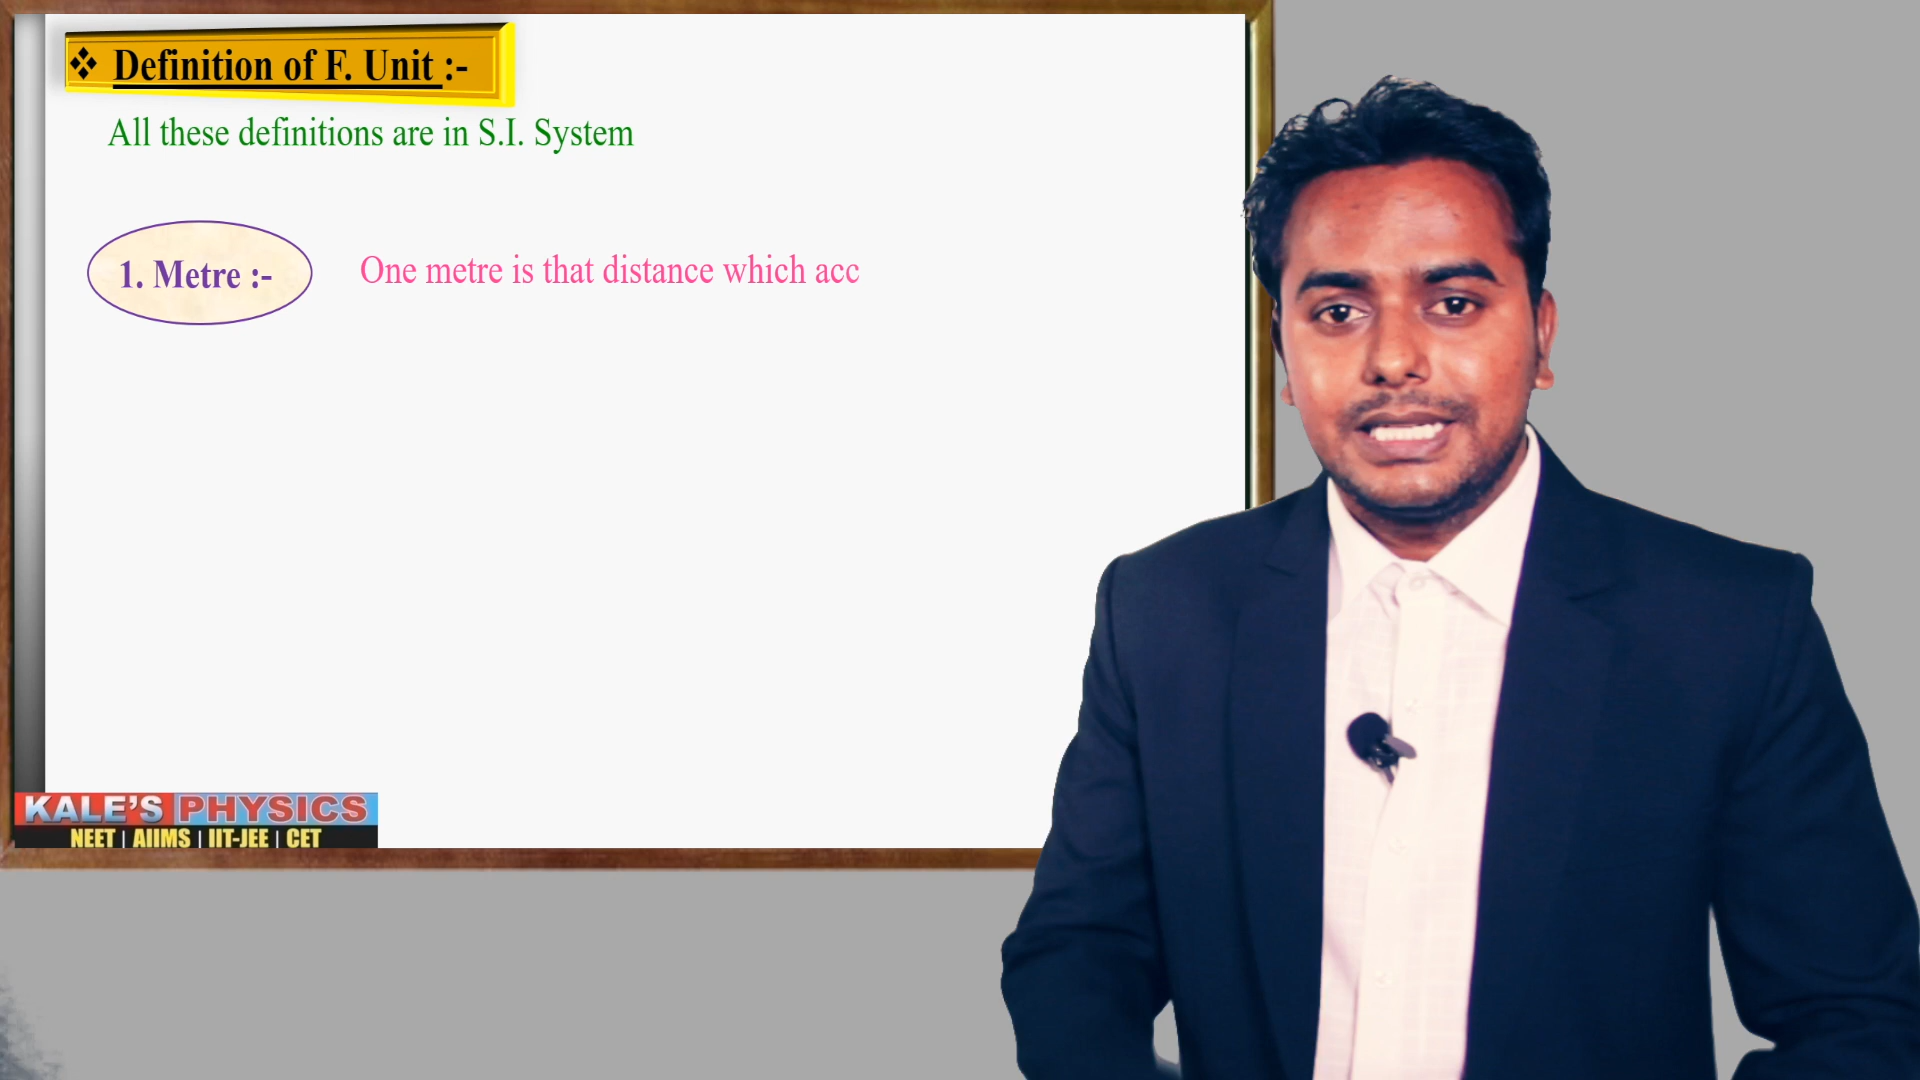 ❖ Definition of F. Unit :-
All these definitions are in S.I. System
1. Metre :- One metre is that distance which acc
KALE'S PHYSICS
NEET | AIIMS | IIT-JEE | CET